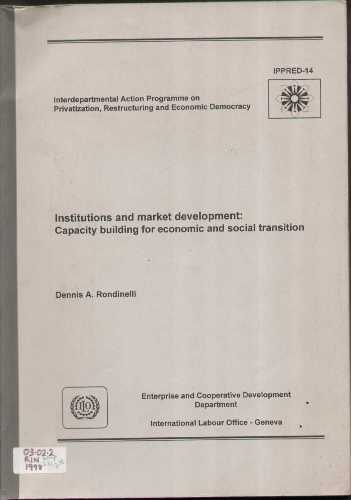 IPPRED-14
Interdepartmental Action Programme on
Privatization, Restructuring and Economic Democracy
Institutions and market development:
Capacity building for economic and social transition
Dennis A. Rondinelli
Enterprise and Cooperative Development
Department
International Labour Office - Geneva
ILO
03-02-2
RIN
1998